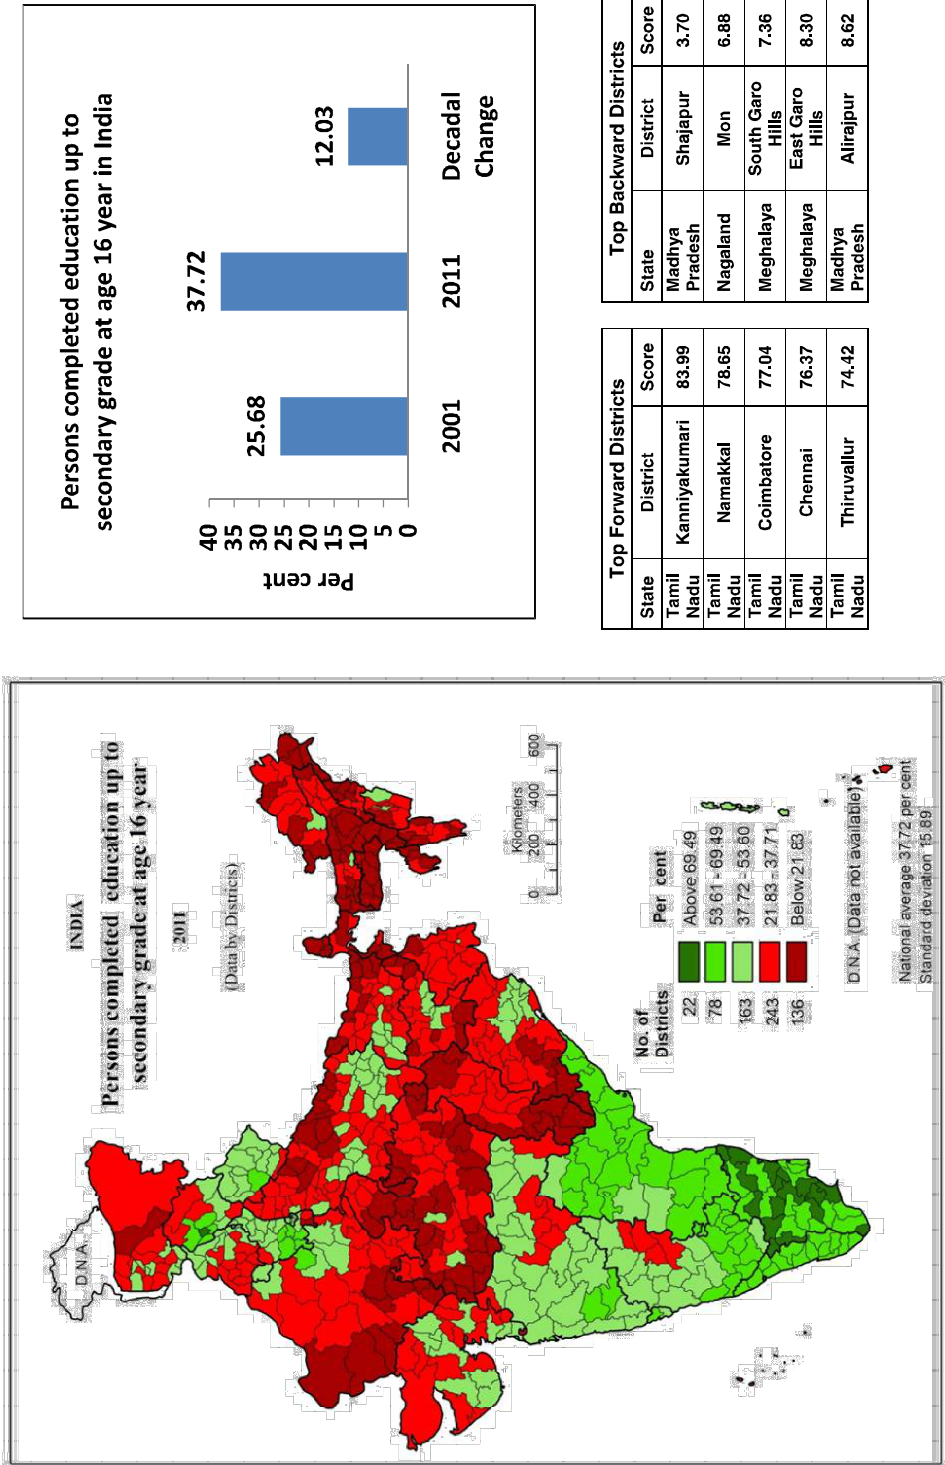 INDIA
Persons completed education up to
secondary grade at age 16 year
2011
(Data by Districts)
D.N.A.
Kilometers
0 200 400 600
No. of
Districts
Per cent
22 Above 69.49
78 53.61 - 69.49
163 37.72 - 53.60
243 21.83 - 37.71
136 Below 21.83
D.N.A. (Data not available)
National average 37.72 per cent
Standard deviation 15.89
Persons completed education up to
secondary grade at age 16 year in India
Per cent
40
35
30
25
20
15
10
5
0
25.68
37.72
12.03
2001
2011
Decadal
Change
Top Forward Districts
State District Score
Tamil Nadu Kanniyakumari 83.99
Tamil Nadu Namakkal 78.65
Tamil Nadu Coimbatore 77.04
Tamil Nadu Chennai 76.37
Tamil Nadu Thiruvallur 74.42
Top Backward Districts
State District Score
Madhya Pradesh Shajapur 3.70
Nagaland Mon 6.88
Meghalaya South Garo Hills 7.36
Meghalaya East Garo Hills 8.30
Madhya Pradesh Alirajpur 8.62